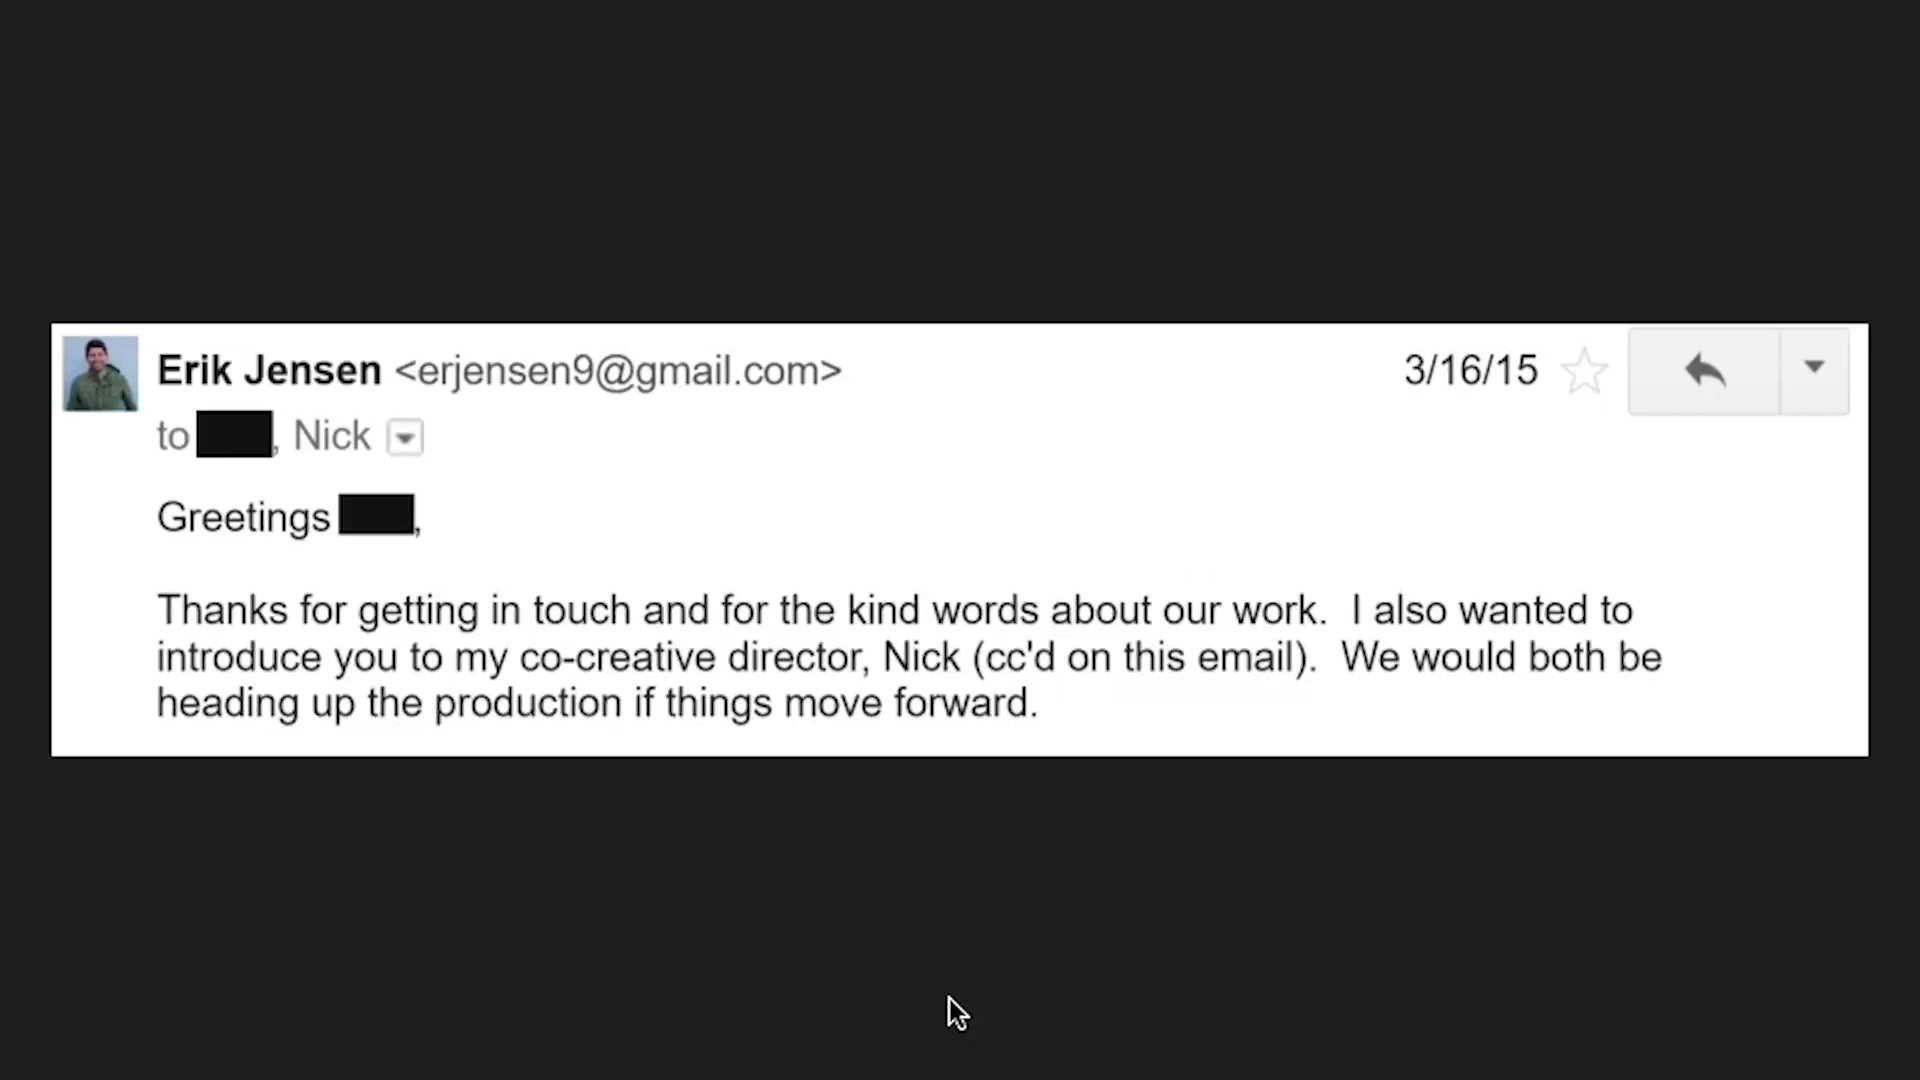 Erik Jensen <erjensen9@gmail.com> 3/16/15
to , Nick
Greetings ,
Thanks for getting in touch and for the kind words about our work. I also wanted to
introduce you to my co-creative director, Nick (cc'd on this email). We would both be
heading up the production if things move forward.